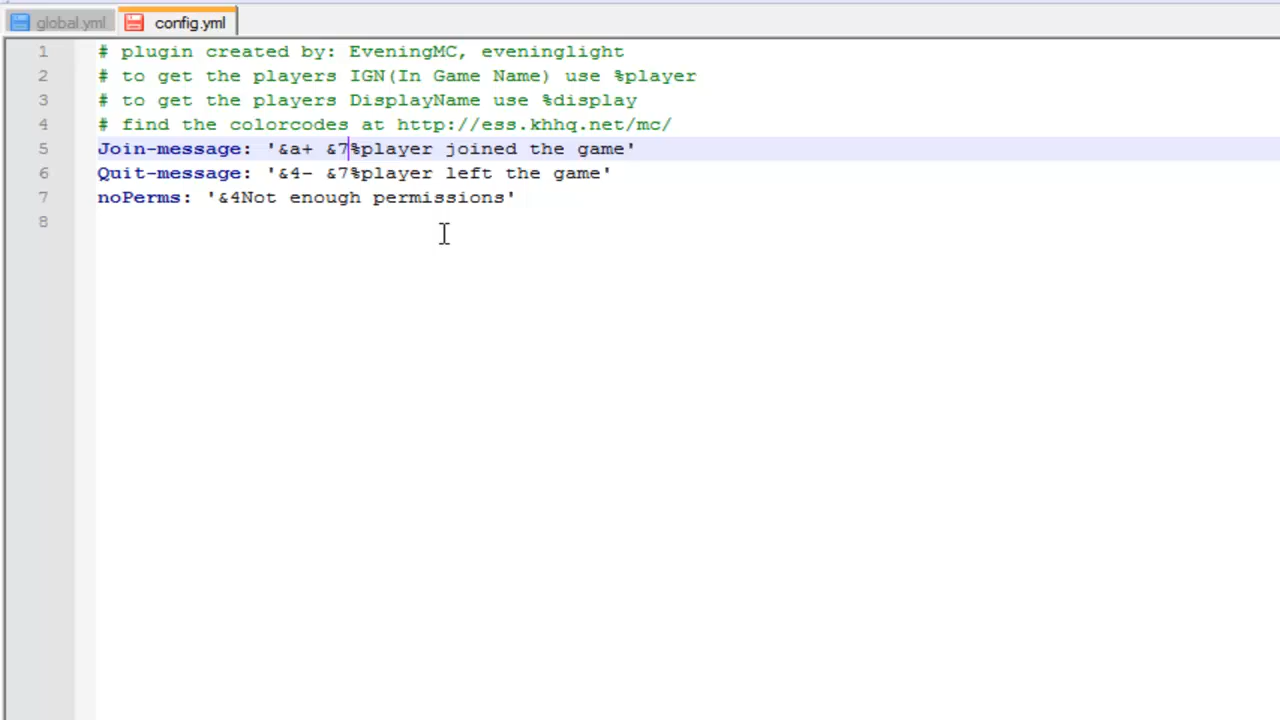 global.yml config.yml
1 # plugin created by: EveningMC, eveninglight
2 # to get the players IGN(In Game Name) use %player
3 # to get the players DisplayName use %display
4 # find the colorcodes at http://ess.khhq.net/mc/
5 Join-message: '&a+ &7%player joined the game'
6 Quit-message: '&4- &7%player left the game'
7 noPerms: '&4Not enough permissions'
8